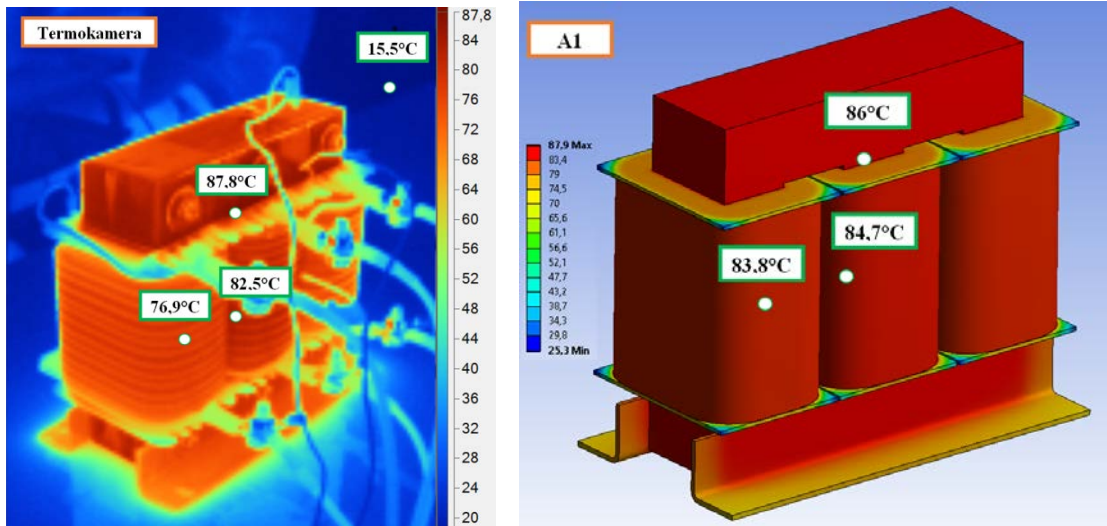 Termokamera
15,5°C
87,8°C
82,5°C
76,9°C
87,8
80
76
72
68
64
60
56
52
48
44
40
36
32
28
24
20
A1
86°C
84,7°C
83,8°C
87,9 Max
83,4
79
74,5
70
65,6
61,1
56,6
52,1
47,7
43,2
38,7
34,3
29,8
25,3 Min